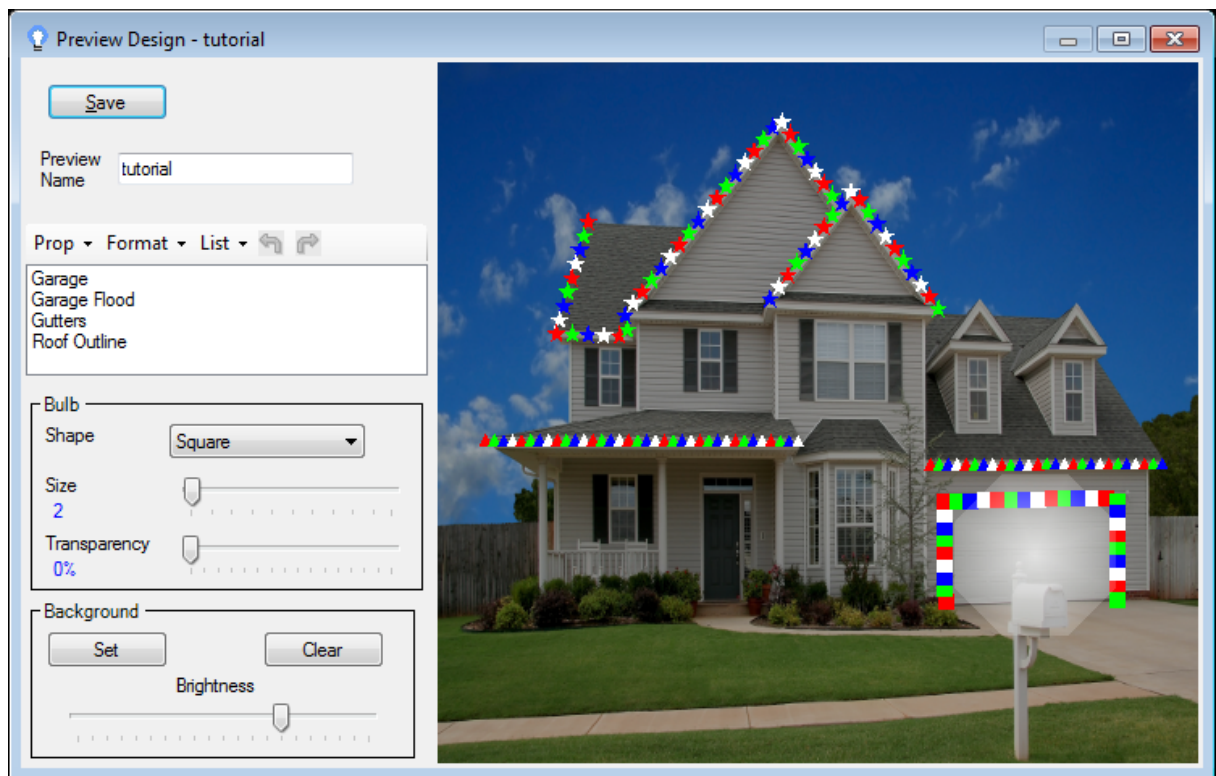 Preview Design - tutorial
Save
Preview
Name
tutorial
Prop Format List
Garage
Garage Flood
Gutters
Roof Outline
Bulb
Shape
Square
Size
2
Transparency
0%
Background
Set Clear
Brightness